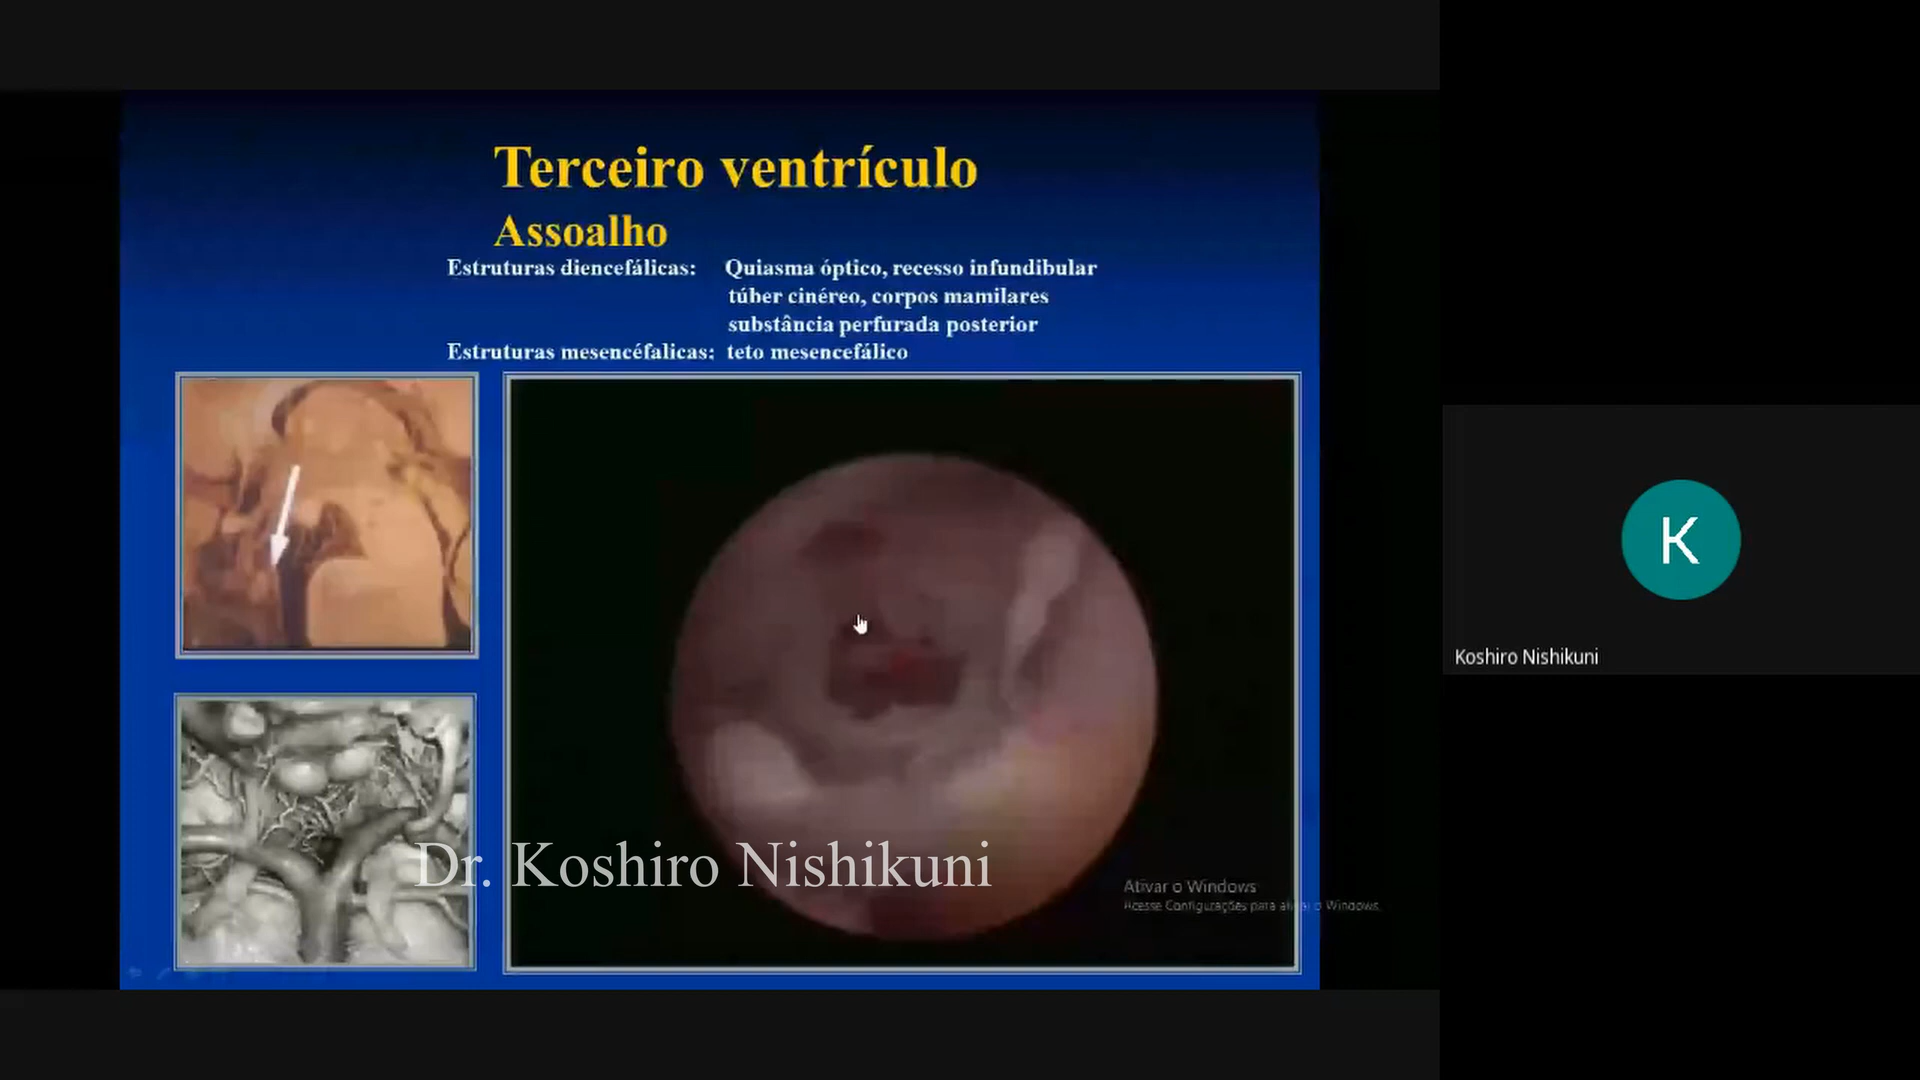 Terceiro ventrículo
Assoalho
Estruturas diencefálicas: Quiasma óptico, recesso infundibular
túber cinéreo, corpos mamilares
substância perfurada posterior
Estruturas mesencéfalicas: teto mesencefálico
K
Koshiro Nishikuni
Dr. Koshiro Nishikuni
Ativar o Windows
Acesse Configurações para ativar o Windows.